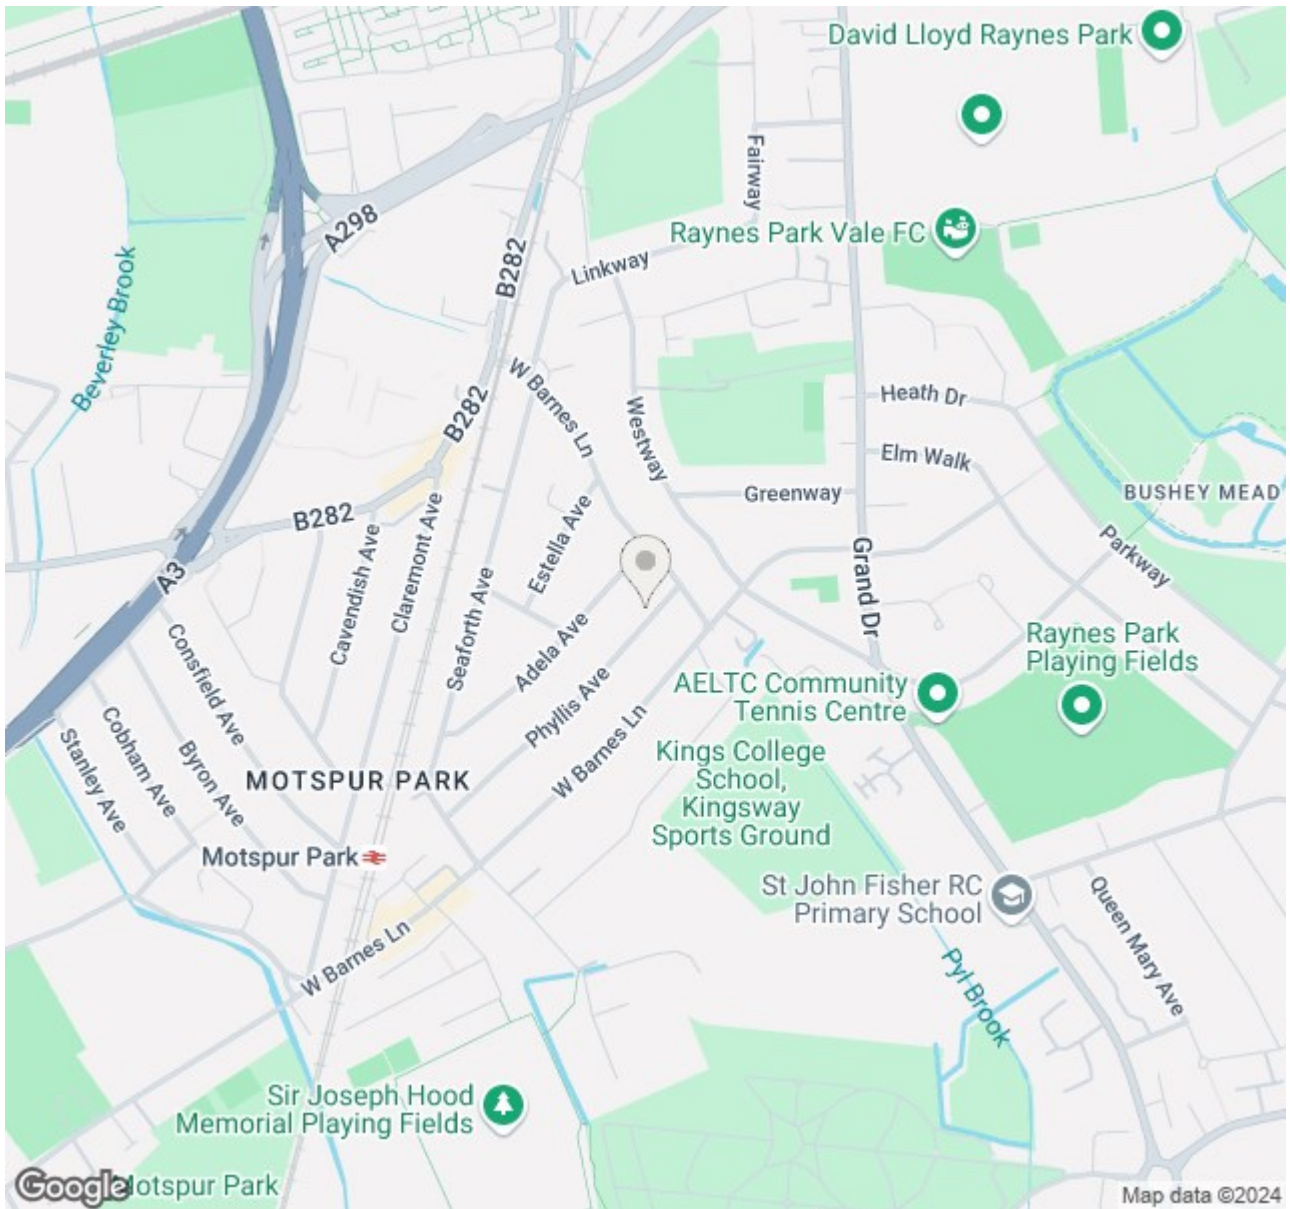 David Lloyd Raynes Park
Fairway
A298
Raynes Park Vale FC
B282
Linkway
Beverley Brook
W Barnes Ln
Heath Dr
B282
Westway
Elm Walk
Greenway
BUSHEY MEAD
B282
Estella Ave
Claremont Ave
Cavendish Ave
Grand Dr
Parkway
A3
Seaforth Ave
Adela Ave
Raynes Park
Playing Fields
Consfield Ave
Phyllis Ave
AELTC Community
Tennis Centre
W Barnes Ln
Cobham Ave
Stanley Ave
Byron Ave
MOTSPUR PARK
Kings College
School,
Kingsway
Sports Ground
Motspur Park
St John Fisher RC
Primary School
Queen Mary Ave
W Barnes Ln
Pyl Brook
Sir Joseph Hood
Memorial Playing Fields
Google
Motspur Park
Map data ©2024